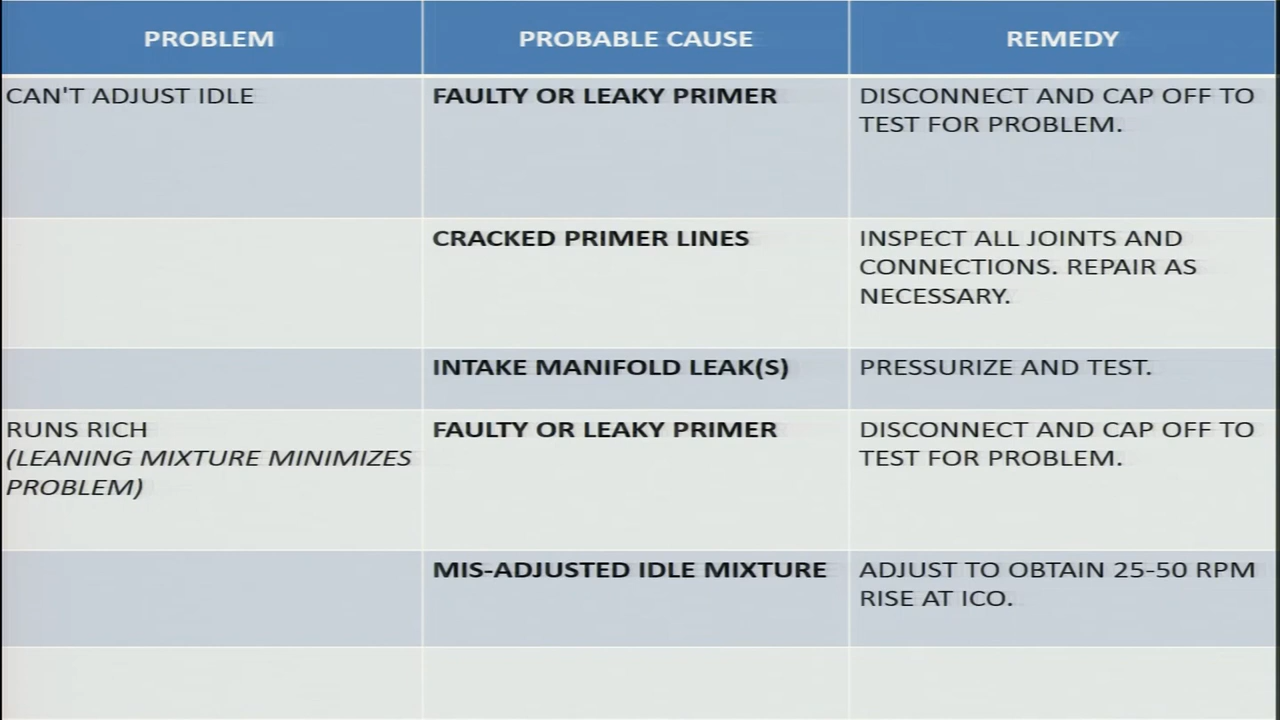 PROBLEM PROBABLE CAUSE REMEDY
CAN'T ADJUST IDLE FAULTY OR LEAKY PRIMER DISCONNECT AND CAP OFF TO
TEST FOR PROBLEM.
CRACKED PRIMER LINES INSPECT ALL JOINTS AND
CONNECTIONS. REPAIR AS
NECESSARY.
INTAKE MANIFOLD LEAK(S) PRESSURIZE AND TEST.
RUNS RICH FAULTY OR LEAKY PRIMER DISCONNECT AND CAP OFF TO
(LEANING MIXTURE MINIMIZES TEST FOR PROBLEM.
PROBLEM)
MIS-ADJUSTED IDLE MIXTURE ADJUST TO OBTAIN 25-50 RPM
RISE AT ICO.